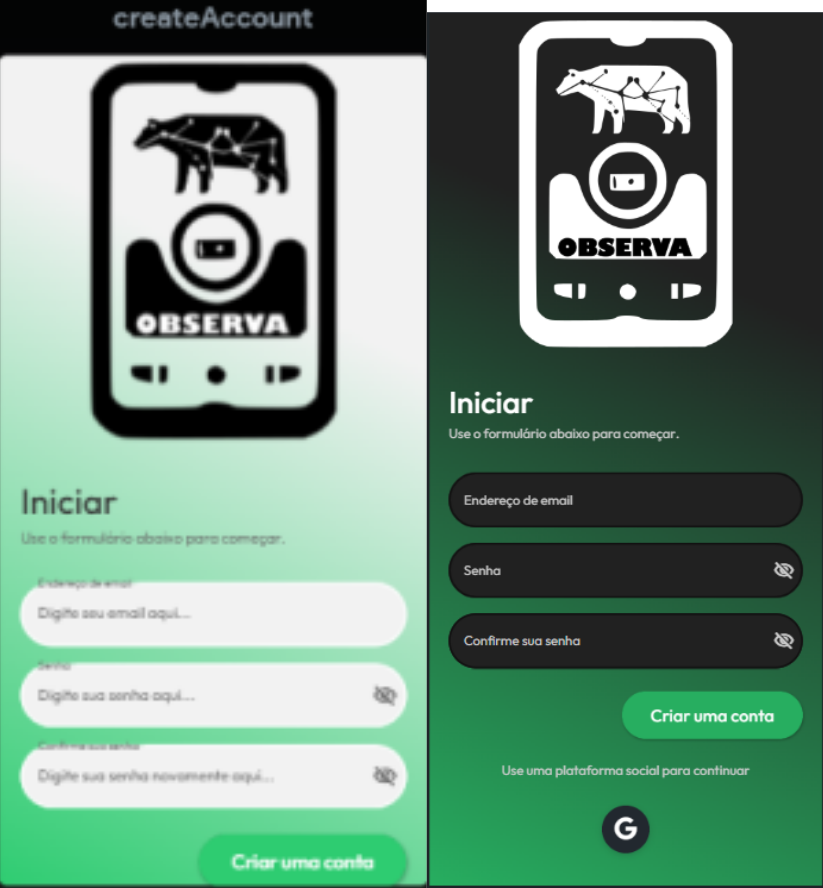 createAccount
OBSERVA
Iniciar
Use o formulário abaixo para começar.
Endereço de email
Digite seu email aqui...
Senha
Digite sua senha aqui...
Confirme sua senha
Digite sua senha novamente aqui...
Criar uma conta
OBSERVA
Iniciar
Use o formulário abaixo para começar.
Endereço de email
Senha
Confirme sua senha
Criar uma conta
Use uma plataforma social para continuar
G